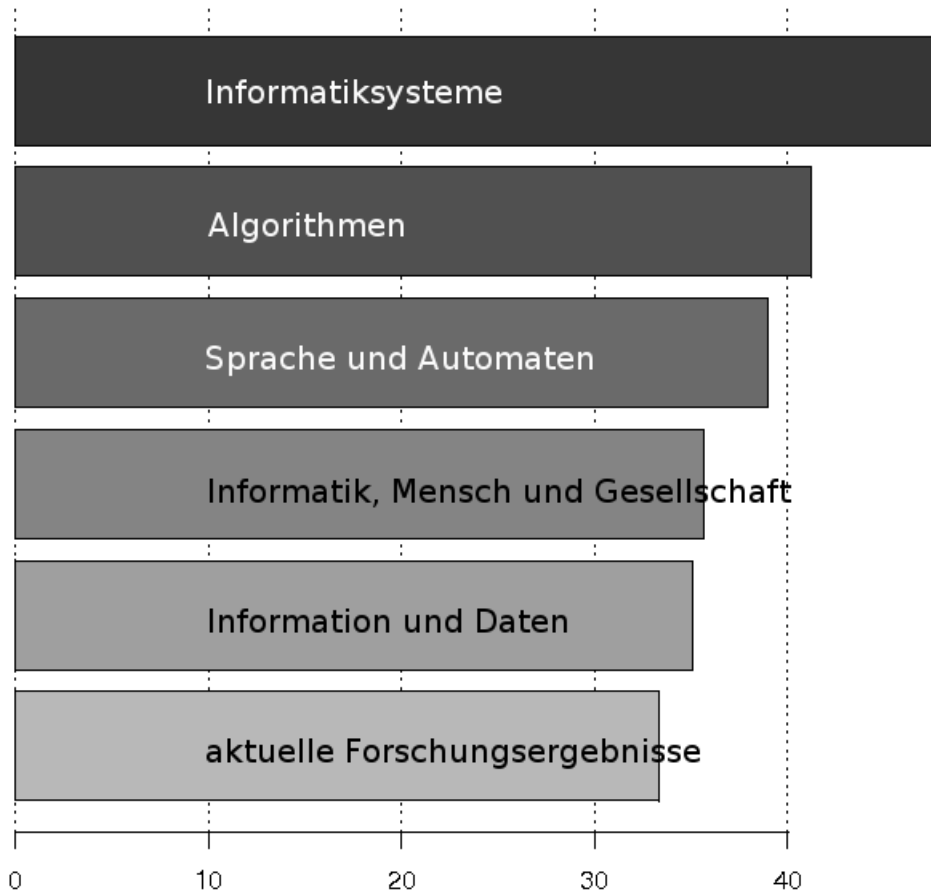 Informatiksysteme
Algorithmen
Sprache und Automaten
Informatik, Mensch und Gesellschaft
Information und Daten
aktuelle Forschungsergebnisse
0 10 20 30 40